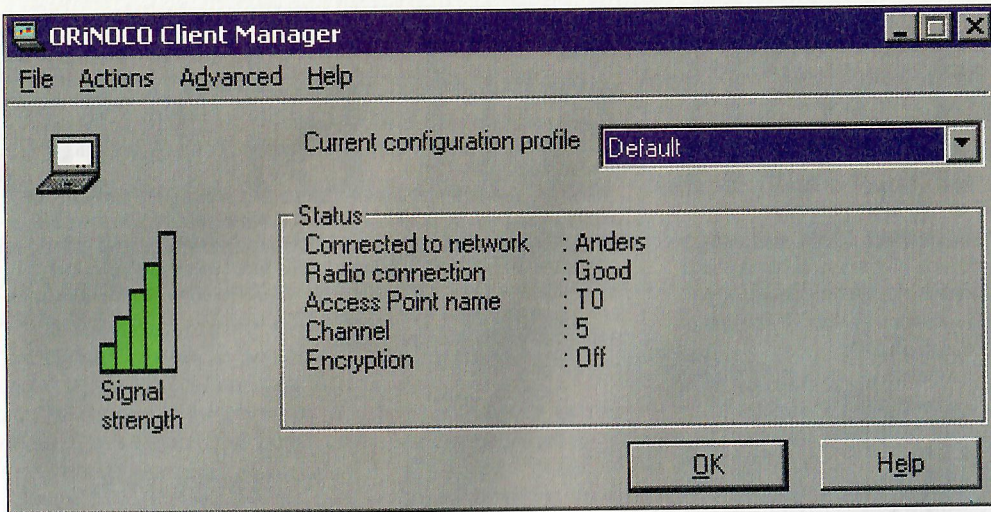 ORiNOCO Client Manager
File Actions Advanced Help
Current configuration profile Default
Status
Connected to network : Anders
Radio connection : Good
Access Point name : T0
Channel : 5
Encryption : Off
Signal
strength
OK Help